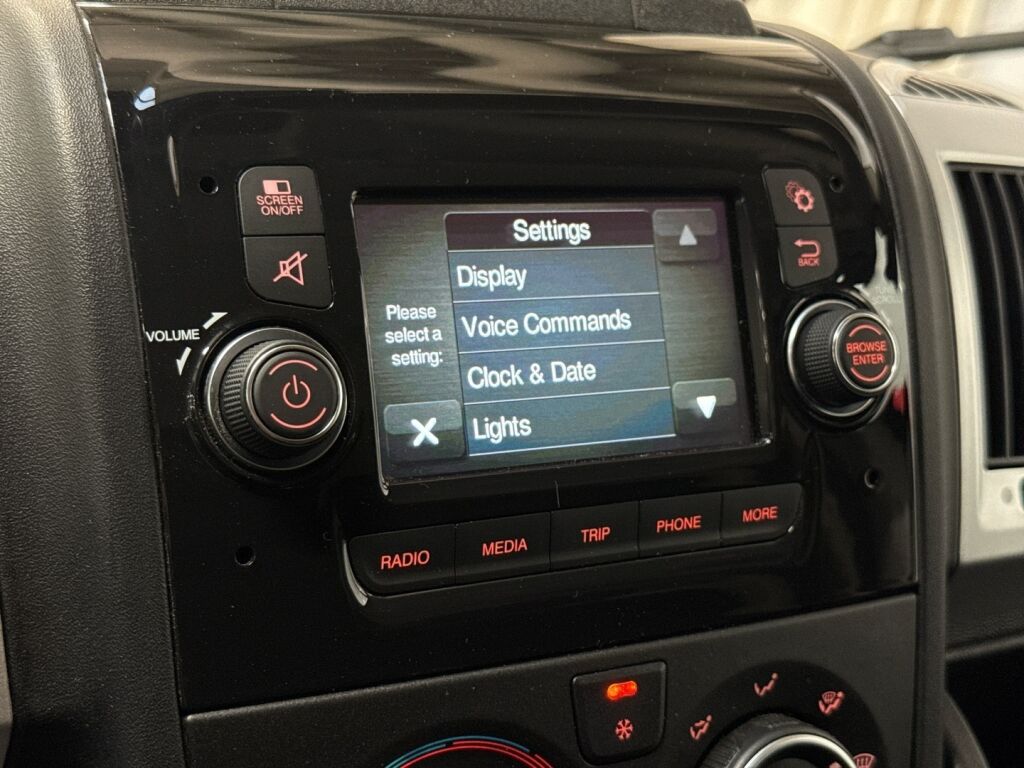 SCREEN
ON/OFF
VOLUME
Settings
Display
Voice Commands
Clock & Date
Lights
Please
select a
setting:
BACK
BROWSE
ENTER
RADIO
MEDIA
TRIP
PHONE
MORE